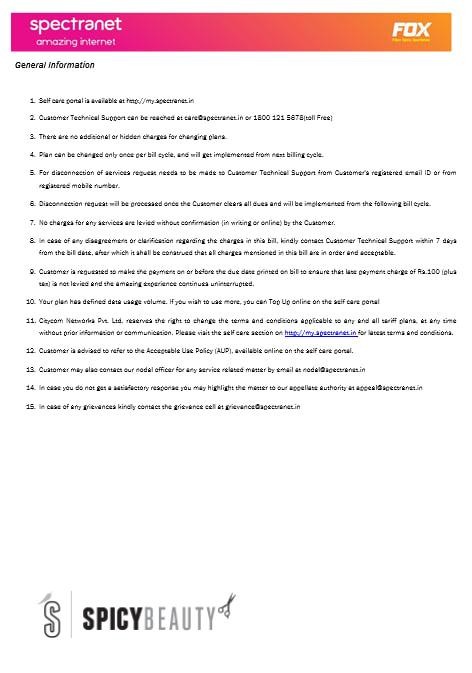 spectranet
amazing internet
FOX
Fiber Optic Xperience
General Information
1. Self care portal is available at http://my.spectranet.in
2. Customer Technical Support can be reached at care@spectranet.in or 1800 121 5678(toll Free)
3. There are no additional or hidden charges for changing plans.
4. Plan can be changed only once per bill cycle, and will get implemented from next billing cycle.
5. For disconnection of services request needs to be made to Customer Technical Support from Customer's registered email ID or from
registered mobile number.
6. Disconnection request will be processed once the Customer clears all dues and will be implemented from the following bill cycle.
7. No charges for any services are levied without confirmation (in writing or online) by the Customer.
8. In case of any disagreement or clarification regarding the charges in this bill, kindly contact Customer Technical Support within 7 days
from the bill date, after which it shall be construed that all charges mentioned in this bill are in order and acceptable.
9. Customer is requested to make the payment on or before the due date printed on bill to ensure that late payment charge of Rs.100 (plus
tax) is not levied and the amazing experience continues uninterrupted.
10. Your plan has defined data usage volume. If you wish to use more, you can Top Up online on the self care portal
11. Citycom Networks Pvt. Ltd. reserves the right to change the terms and conditions applicable to any and all tariff plans, at any time
without prior information or communication. Please visit the self care section on http://my.spectranet.in for latest terms and conditions.
12. Customer is advised to refer to the Acceptable Use Policy (AUP), available online on the self care portal.
13. Customer may also contact our nodal officer for any service related matter by email at nodal@spectranet.in
14. In case you do not get a satisfactory response you may highlight the matter to our appellate authority at appeal@spectranet.in
15. In case of any grievances kindly contact the grievance cell at grievance@spectranet.in
S SPICYBEAUTY